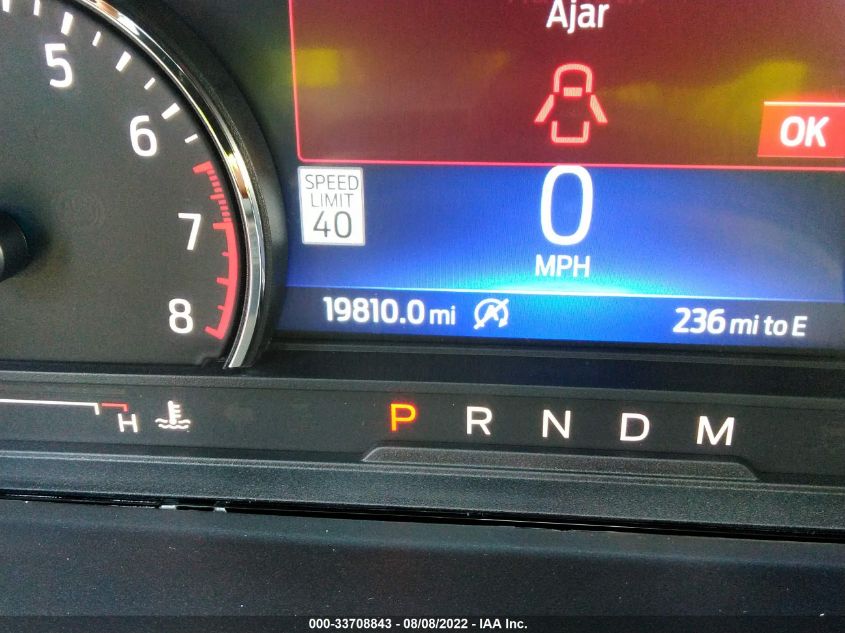 Ajar
5
6
7
8
OK
SPEED
LIMIT
40
0
MPH
19810.0 mi
236 mi to E
H
P R N D M
000-33708843 - 08/08/2022 - IAA Inc.